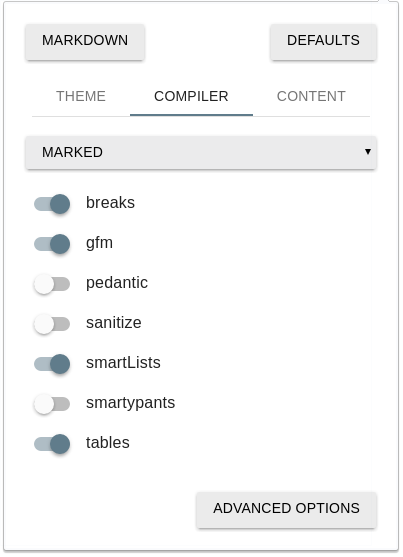 MARKDOWN DEFAULTS
THEME COMPILER CONTENT
MARKED
breaks
gfm
pedantic
sanitize
smartLists
smartypants
tables
ADVANCED OPTIONS